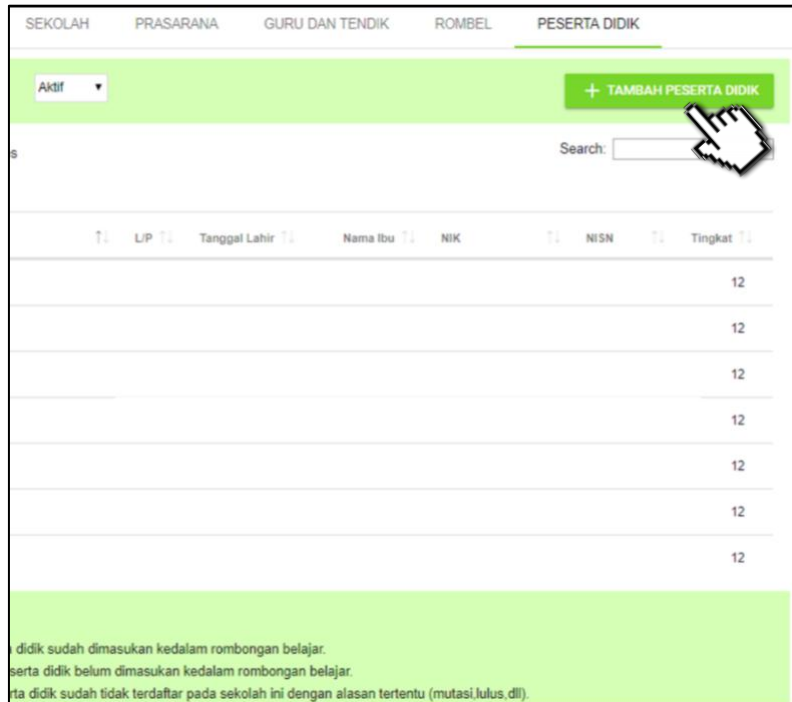 SEKOLAH PRASARANA GURU DAN TENDIK ROMBEL PESERTA DIDIK
Aktif + TAMBAH PESERTA DIDIK
s Search:
L/P Tanggal Lahir Nama Ibu NIK NISN Tingkat
12
12
12
12
12
12
12
didik sudah dimasukan kedalam rombongan belajar.
serta didik belum dimasukan kedalam rombongan belajar.
rta didik sudah tidak terdaftar pada sekolah ini dengan alasan tertentu (mutasi,lulus,dll).